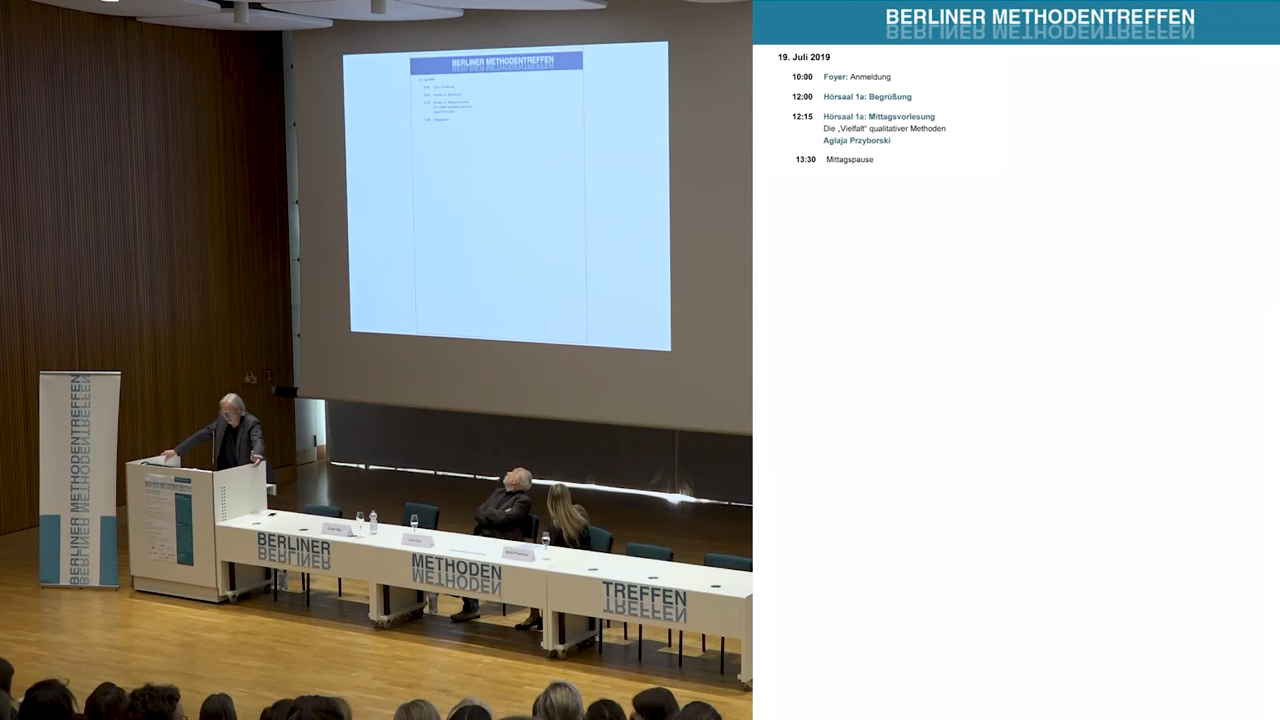 BERLINER METHODENTREFFEN
19. Juli 2019
10:00 Foyer: Anmeldung
12:00 Hörsaal 1a: Begrüßung
12:15 Hörsaal 1a: Mittagsvorlesung
Die „Vielfalt“ qualitativer Methoden
Aglaja Przyborski
13:30 Mittagspause
BERLINER METHODENTREFFEN
BERLINER METHODENTREFFEN
BERLINER
METHODEN
TREFFEN